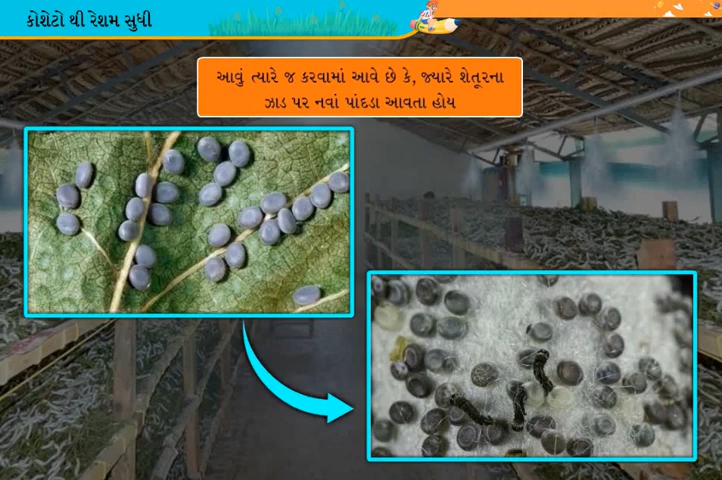 કોશેટો થી રેશમ સુધી
આવું ત્યારે જ કરવામાં આવે છે કે, જ્યારે શેતૂરના
ઝાડ પર નવાં પાંદડા આવતા હોય